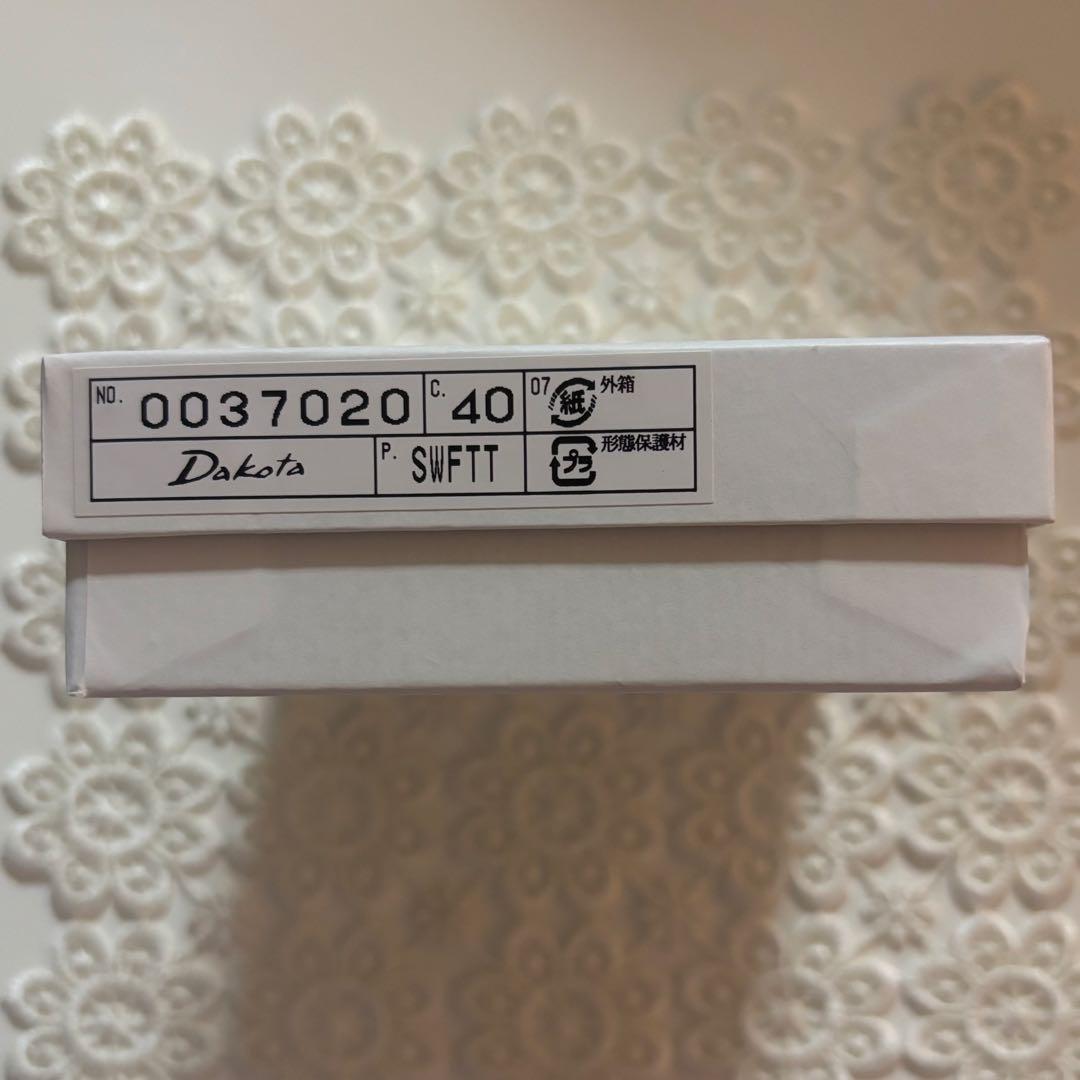 NO. 0037020 C. 40 07 紙 外箱
Dakota P. SWFTT プラ 形態保護材